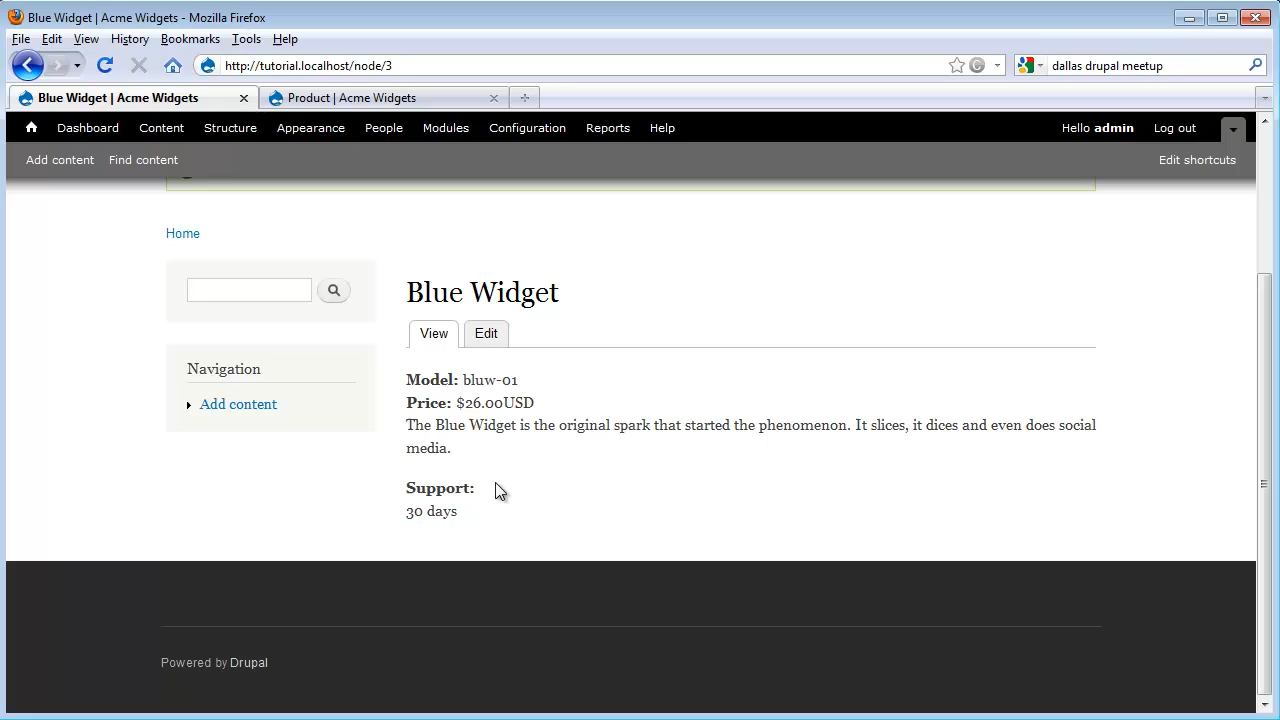 Blue Widget | Acme Widgets - Mozilla Firefox
File Edit View History Bookmarks Tools Help
http://tutorial.localhost/node/3 dallas drupal meetup
Blue Widget | Acme Widgets Product | Acme Widgets
Dashboard Content Structure Appearance People Modules Configuration Reports Help Hello admin Log out
Add content Find content Edit shortcuts
Home
Blue Widget
View Edit
Navigation
Add content
Model: bluw-01
Price: $26.00USD
The Blue Widget is the original spark that started the phenomenon. It slices, it dices and even does social
media.
Support:
30 days
Powered by Drupal